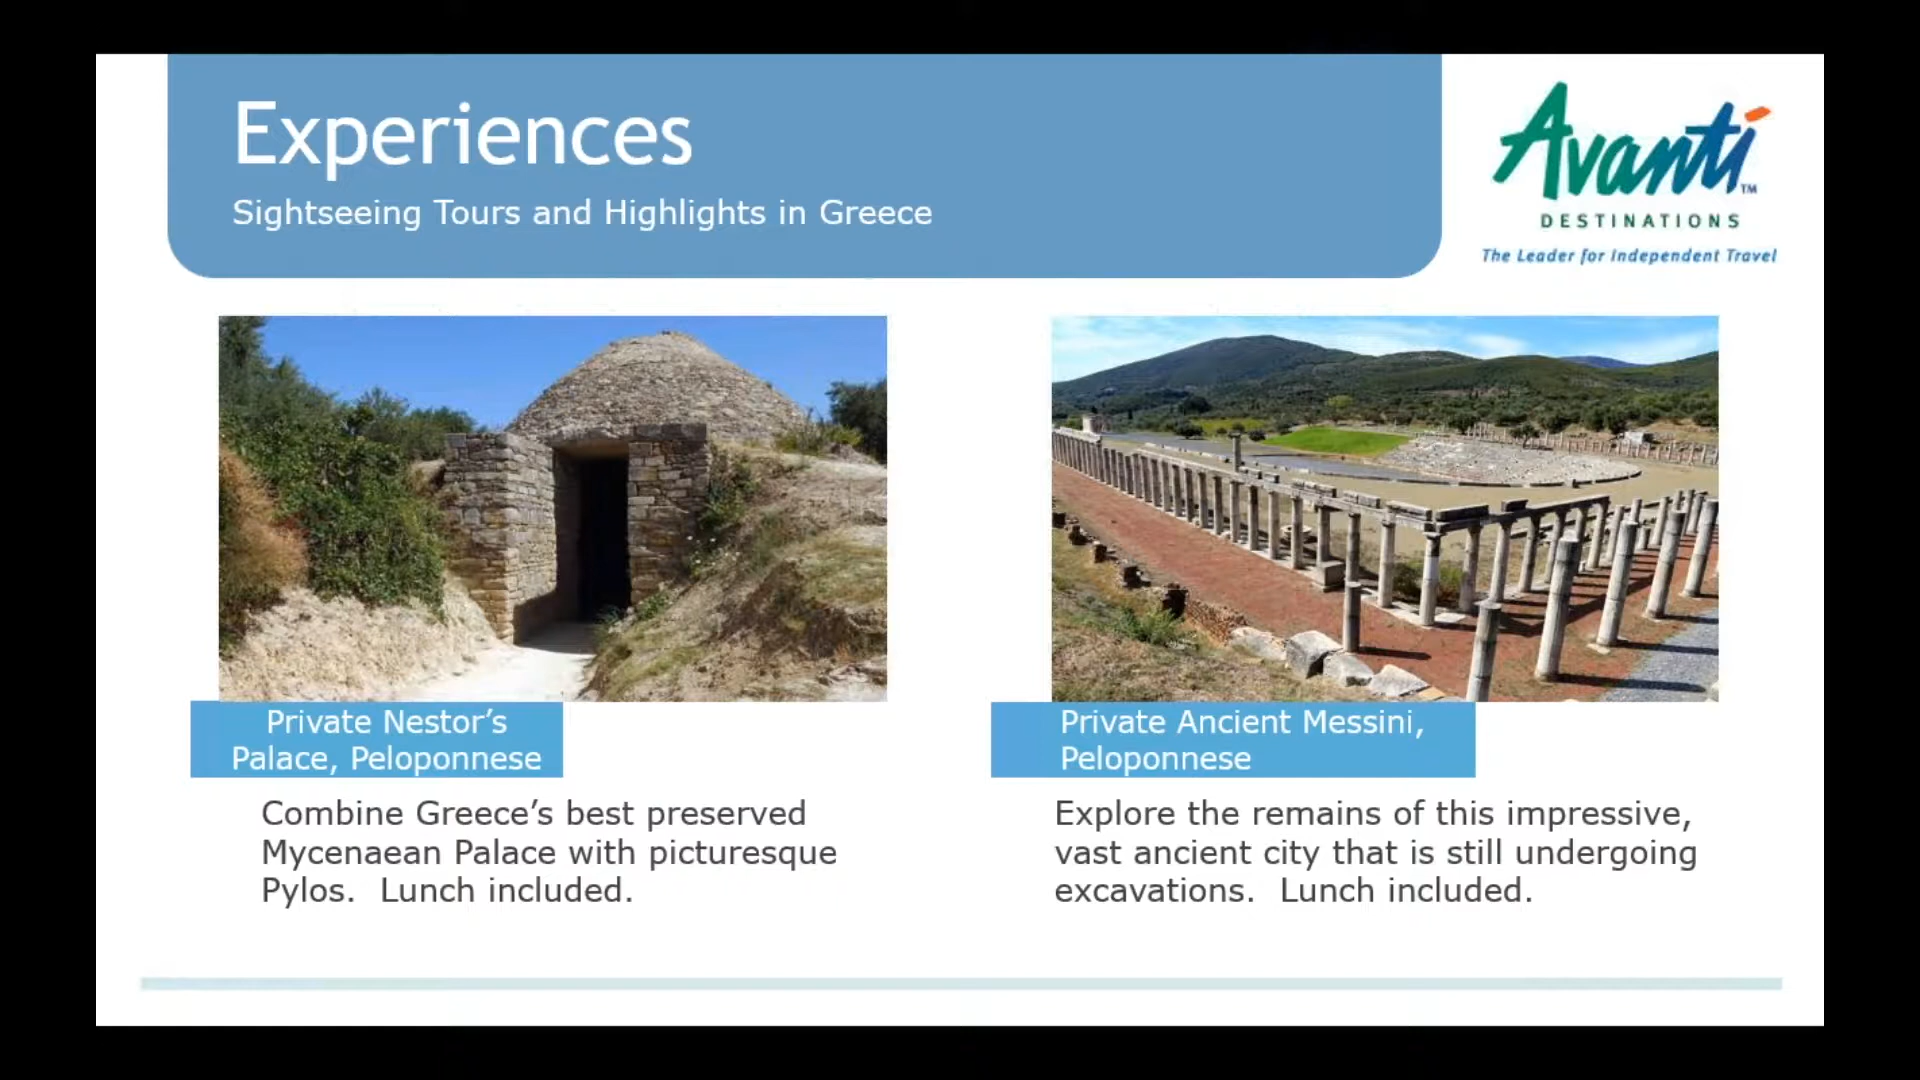 Experiences
Sightseeing Tours and Highlights in Greece
Avanti™
DESTINATIONS
The Leader for Independent Travel
Private Nestor’s
Palace, Peloponnese
Combine Greece’s best preserved
Mycenaean Palace with picturesque
Pylos.  Lunch included.
Private Ancient Messini,
Peloponnese
Explore the remains of this impressive,
vast ancient city that is still undergoing
excavations.  Lunch included.